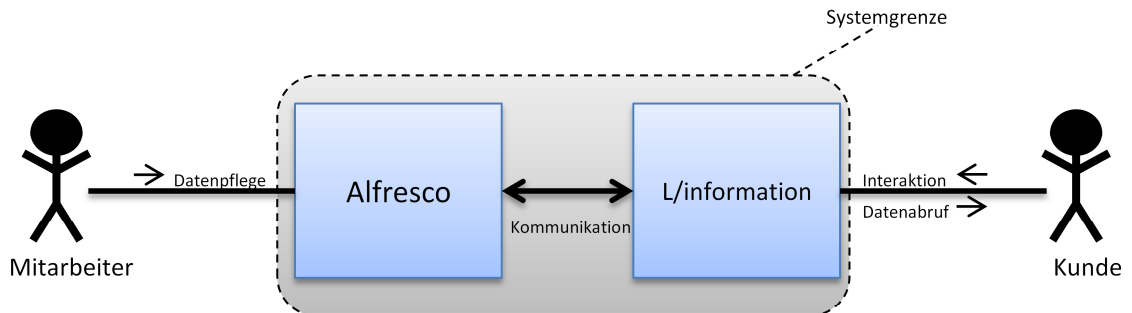 Systemgrenze
Datenpflege
Alfresco
Kommunikation
L/information
Interaktion
Datenabruf
Mitarbeiter
Kunde